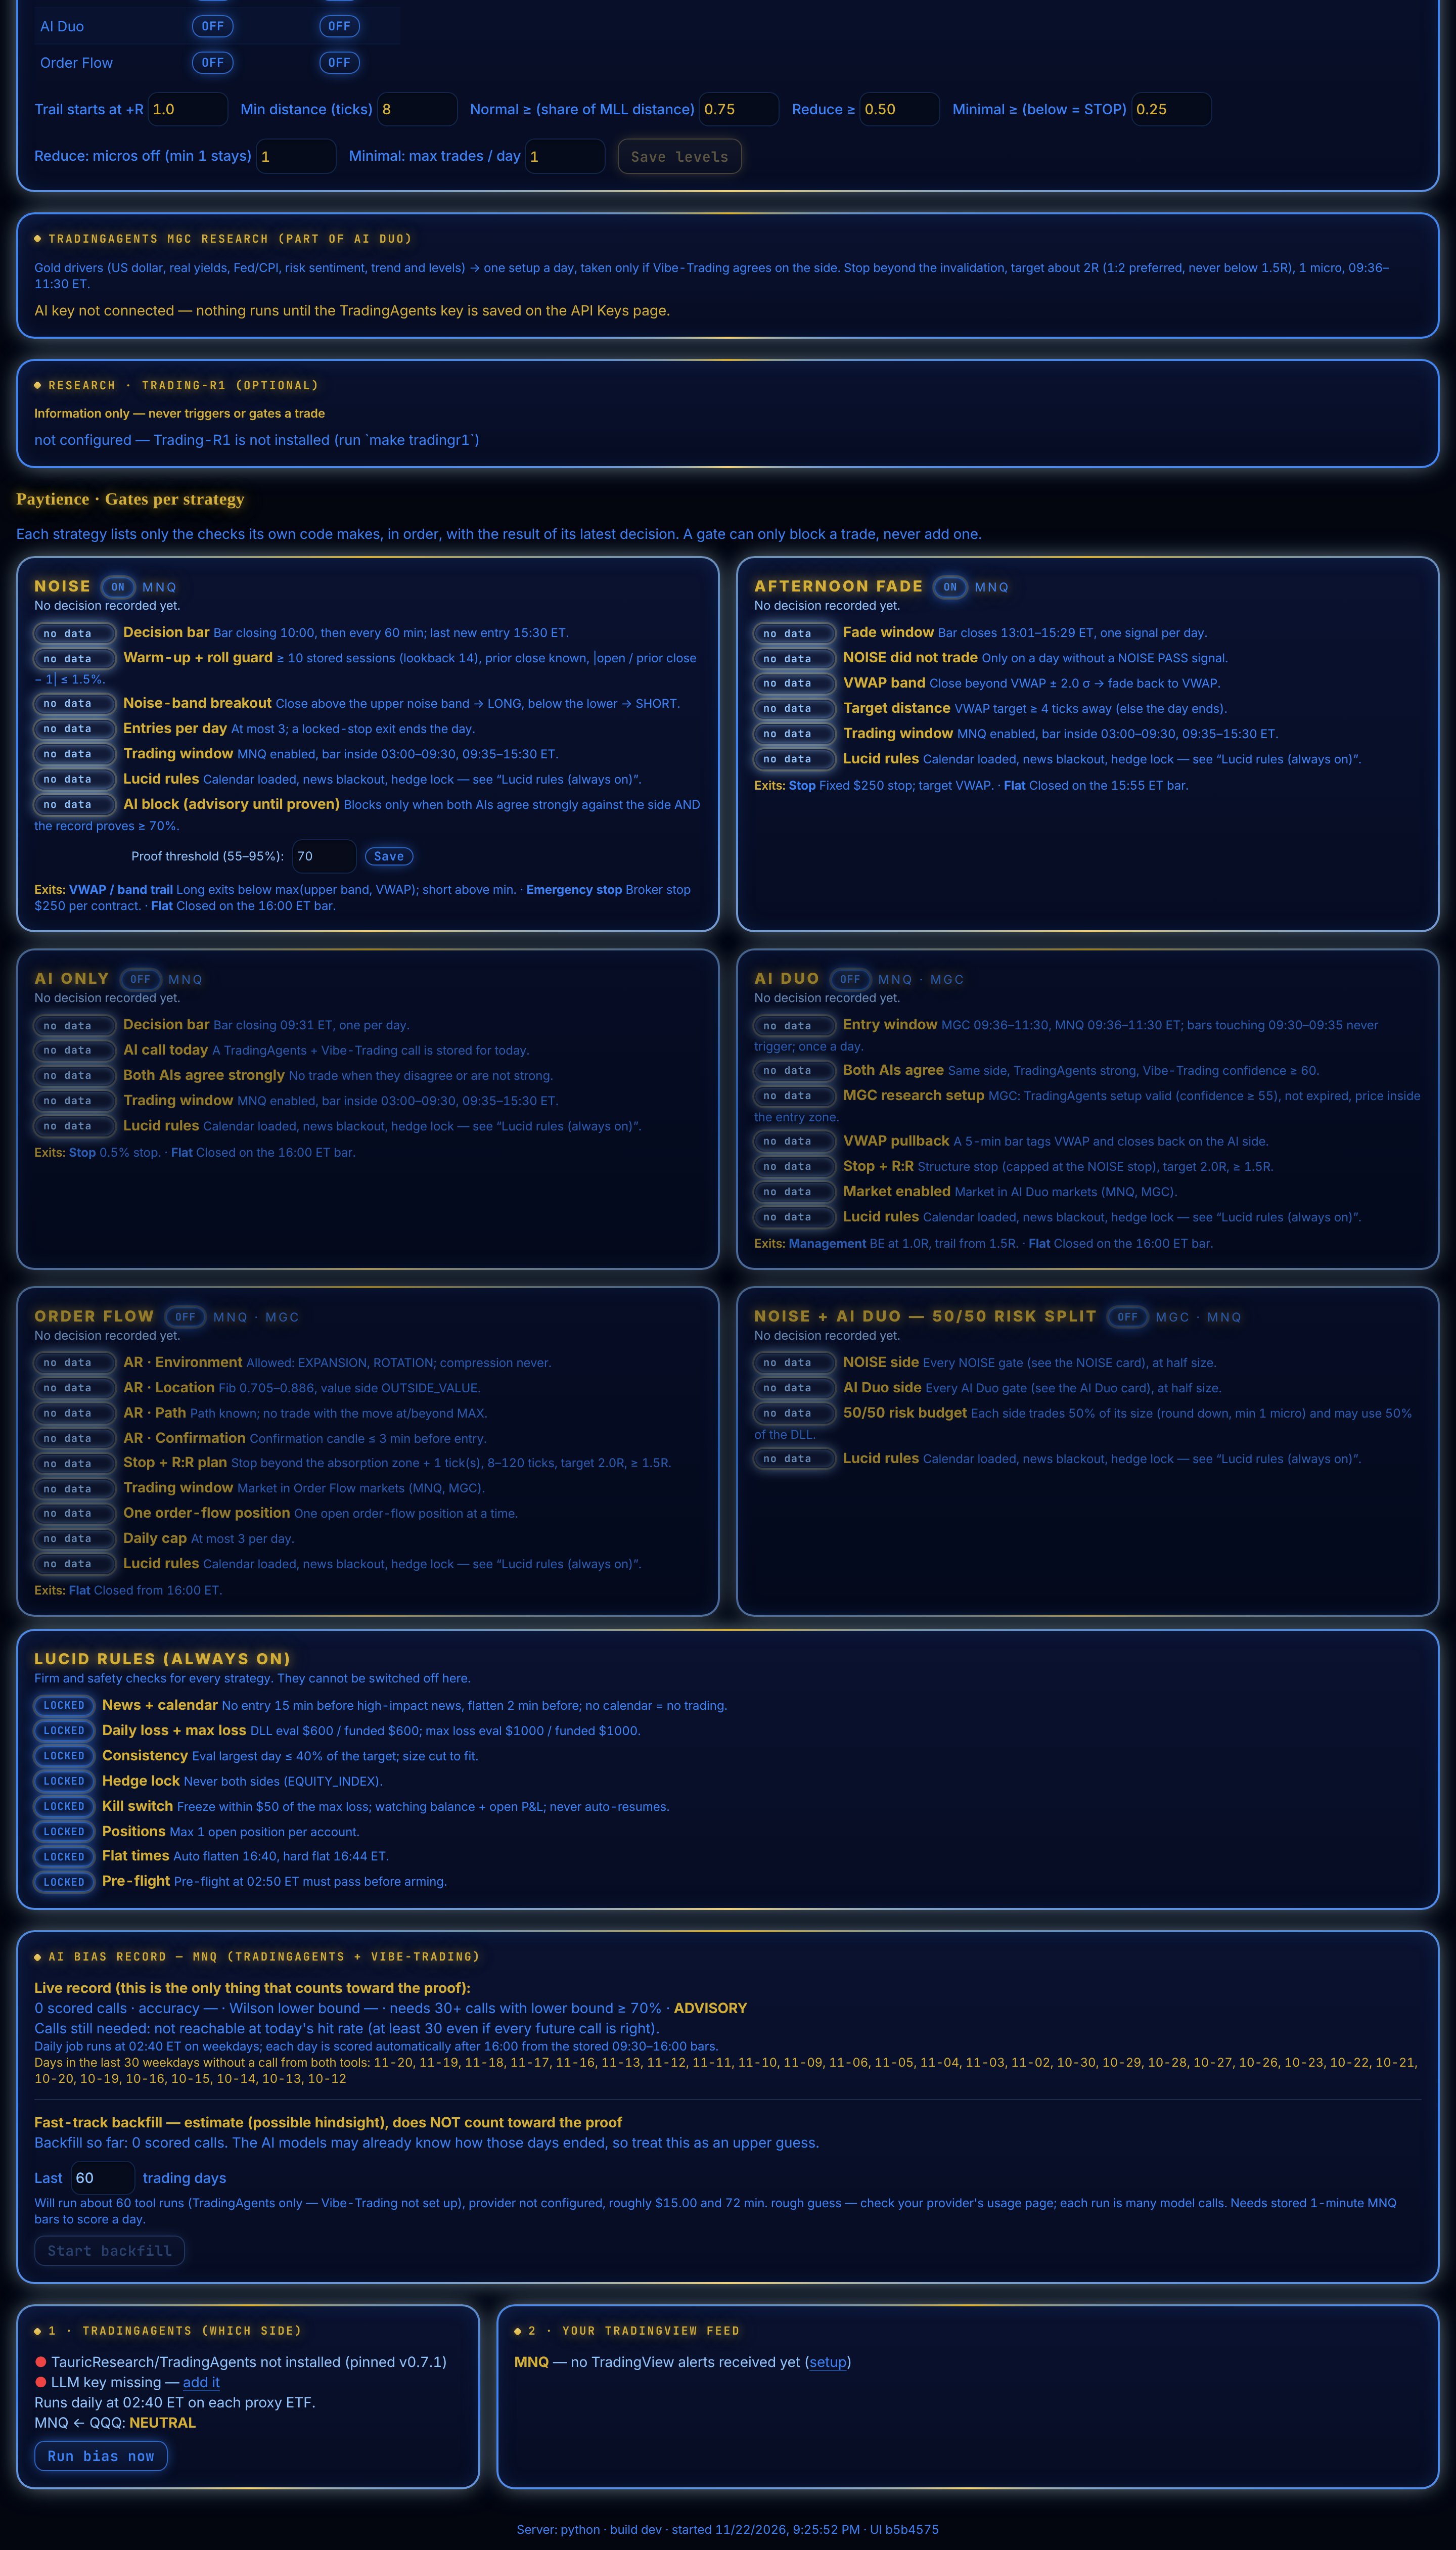 AI Duo OFF OFF
Order Flow OFF OFF
Trail starts at +R 1.0 Min distance (ticks) 8 Normal ≥ (share of MLL distance) 0.75 Reduce ≥ 0.50 Minimal ≥ (below = STOP) 0.25
Reduce: micros off (min 1 stays) 1 Minimal: max trades / day 1 Save levels
TRADINGAGENTS MGC RESEARCH (PART OF AI DUO)
Gold drivers (US dollar, real yields, Fed/CPI, risk sentiment, trend and levels) → one setup a day, taken only if Vibe-Trading agrees on the side. Stop beyond the invalidation, target about 2R (1:2 preferred, never below 1.5R), 1 micro, 09:36–
11:30 ET.
AI key not connected — nothing runs until the TradingAgents key is saved on the API Keys page.
RESEARCH · TRADING-R1 (OPTIONAL)
Information only — never triggers or gates a trade
not configured — Trading-R1 is not installed (run `make tradingr1`)
Paytience · Gates per strategy
Each strategy lists only the checks its own code makes, in order, with the result of its latest decision. A gate can only block a trade, never add one.
NOISE ON MNQ
No decision recorded yet.
no data Decision bar Bar closing 10:00, then every 60 min; last new entry 15:30 ET.
no data Warm-up + roll guard ≥ 10 stored sessions (lookback 14), prior close known, |open / prior close
− 1| ≤ 1.5%.
no data Noise-band breakout Close above the upper noise band → LONG, below the lower → SHORT.
no data Entries per day At most 3; a locked-stop exit ends the day.
no data Trading window MNQ enabled, bar inside 03:00–09:30, 09:35–15:30 ET.
no data Lucid rules Calendar loaded, news blackout, hedge lock — see “Lucid rules (always on)”.
no data AI block (advisory until proven) Blocks only when both AIs agree strongly against the side AND
the record proves ≥ 70%.
Proof threshold (55–95%): 70 Save
Exits: VWAP / band trail Long exits below max(upper band, VWAP); short above min. · Emergency stop Broker stop
$250 per contract. · Flat Closed on the 16:00 ET bar.
AFTERNOON FADE ON MNQ
No decision recorded yet.
no data Fade window Bar closes 13:01–15:29 ET, one signal per day.
no data NOISE did not trade Only on a day without a NOISE PASS signal.
no data VWAP band Close beyond VWAP ± 2.0 σ → fade back to VWAP.
no data Target distance VWAP target ≥ 4 ticks away (else the day ends).
no data Trading window MNQ enabled, bar inside 03:00–09:30, 09:35–15:30 ET.
no data Lucid rules Calendar loaded, news blackout, hedge lock — see “Lucid rules (always on)”.
Exits: Stop Fixed $250 stop; target VWAP. · Flat Closed on the 15:55 ET bar.
AI ONLY OFF MNQ
No decision recorded yet.
no data Decision bar Bar closing 09:31 ET, one per day.
no data AI call today A TradingAgents + Vibe-Trading call is stored for today.
no data Both AIs agree strongly No trade when they disagree or are not strong.
no data Trading window MNQ enabled, bar inside 03:00–09:30, 09:35–15:30 ET.
no data Lucid rules Calendar loaded, news blackout, hedge lock — see “Lucid rules (always on)”.
Exits: Stop 0.5% stop. · Flat Closed on the 16:00 ET bar.
AI DUO OFF MNQ · MGC
No decision recorded yet.
no data Entry window MGC 09:36–11:30, MNQ 09:36–11:30 ET; bars touching 09:30–09:35 never
trigger; once a day.
no data Both AIs agree Same side, TradingAgents strong, Vibe-Trading confidence ≥ 60.
no data MGC research setup MGC: TradingAgents setup valid (confidence ≥ 55), not expired, price inside
the entry zone.
no data VWAP pullback A 5-min bar tags VWAP and closes back on the AI side.
no data Stop + R:R Structure stop (capped at the NOISE stop), target 2.0R, ≥ 1.5R.
no data Market enabled Market in AI Duo markets (MNQ, MGC).
no data Lucid rules Calendar loaded, news blackout, hedge lock — see “Lucid rules (always on)”.
Exits: Management BE at 1.0R, trail from 1.5R. · Flat Closed on the 16:00 ET bar.
ORDER FLOW OFF MNQ · MGC
No decision recorded yet.
no data AR · Environment Allowed: EXPANSION, ROTATION; compression never.
no data AR · Location Fib 0.705–0.886, value side OUTSIDE_VALUE.
no data AR · Path Path known; no trade with the move at/beyond MAX.
no data AR · Confirmation Confirmation candle ≤ 3 min before entry.
no data Stop + R:R plan Stop beyond the absorption zone + 1 tick(s), 8–120 ticks, target 2.0R, ≥ 1.5R.
no data Trading window Market in Order Flow markets (MNQ, MGC).
no data One order-flow position One open order-flow position at a time.
no data Daily cap At most 3 per day.
no data Lucid rules Calendar loaded, news blackout, hedge lock — see “Lucid rules (always on)”.
Exits: Flat Closed from 16:00 ET.
NOISE + AI DUO — 50/50 RISK SPLIT OFF MGC · MNQ
No decision recorded yet.
no data NOISE side Every NOISE gate (see the NOISE card), at half size.
no data AI Duo side Every AI Duo gate (see the AI Duo card), at half size.
no data 50/50 risk budget Each side trades 50% of its size (round down, min 1 micro) and may use 50%
of the DLL.
no data Lucid rules Calendar loaded, news blackout, hedge lock — see “Lucid rules (always on)”.
LUCID RULES (ALWAYS ON)
Firm and safety checks for every strategy. They cannot be switched off here.
LOCKED News + calendar No entry 15 min before high-impact news, flatten 2 min before; no calendar = no trading.
LOCKED Daily loss + max loss DLL eval $600 / funded $600; max loss eval $1000 / funded $1000.
LOCKED Consistency Eval largest day ≤ 40% of the target; size cut to fit.
LOCKED Hedge lock Never both sides (EQUITY_INDEX).
LOCKED Kill switch Freeze within $50 of the max loss; watching balance + open P&L; never auto-resumes.
LOCKED Positions Max 1 open position per account.
LOCKED Flat times Auto flatten 16:40, hard flat 16:44 ET.
LOCKED Pre-flight Pre-flight at 02:50 ET must pass before arming.
AI BIAS RECORD — MNQ (TRADINGAGENTS + VIBE-TRADING)
Live record (this is the only thing that counts toward the proof):
0 scored calls · accuracy — · Wilson lower bound — · needs 30+ calls with lower bound ≥ 70% · ADVISORY
Calls still needed: not reachable at today's hit rate (at least 30 even if every future call is right).
Daily job runs at 02:40 ET on weekdays; each day is scored automatically after 16:00 from the stored 09:30–16:00 bars.
Days in the last 30 weekdays without a call from both tools: 11-20, 11-19, 11-18, 11-17, 11-16, 11-13, 11-12, 11-11, 11-10, 11-09, 11-06, 11-05, 11-04, 11-03, 11-02, 10-30, 10-29, 10-28, 10-27, 10-26, 10-23, 10-22, 10-21,
10-20, 10-19, 10-16, 10-15, 10-14, 10-13, 10-12
Fast-track backfill — estimate (possible hindsight), does NOT count toward the proof
Backfill so far: 0 scored calls. The AI models may already know how those days ended, so treat this as an upper guess.
Last 60 trading days
Will run about 60 tool runs (TradingAgents only — Vibe-Trading not set up), provider not configured, roughly $15.00 and 72 min. rough guess — check your provider's usage page; each run is many model calls. Needs stored 1-minute MNQ
bars to score a day.
Start backfill
1 · TRADINGAGENTS (WHICH SIDE)
TauricResearch/TradingAgents not installed (pinned v0.7.1)
LLM key missing — add it
Runs daily at 02:40 ET on each proxy ETF.
MNQ ← QQQ: NEUTRAL
Run bias now
2 · YOUR TRADINGVIEW FEED
MNQ — no TradingView alerts received yet (setup)
Server: python · build dev · started 11/22/2026, 9:25:52 PM · UI b5b4575